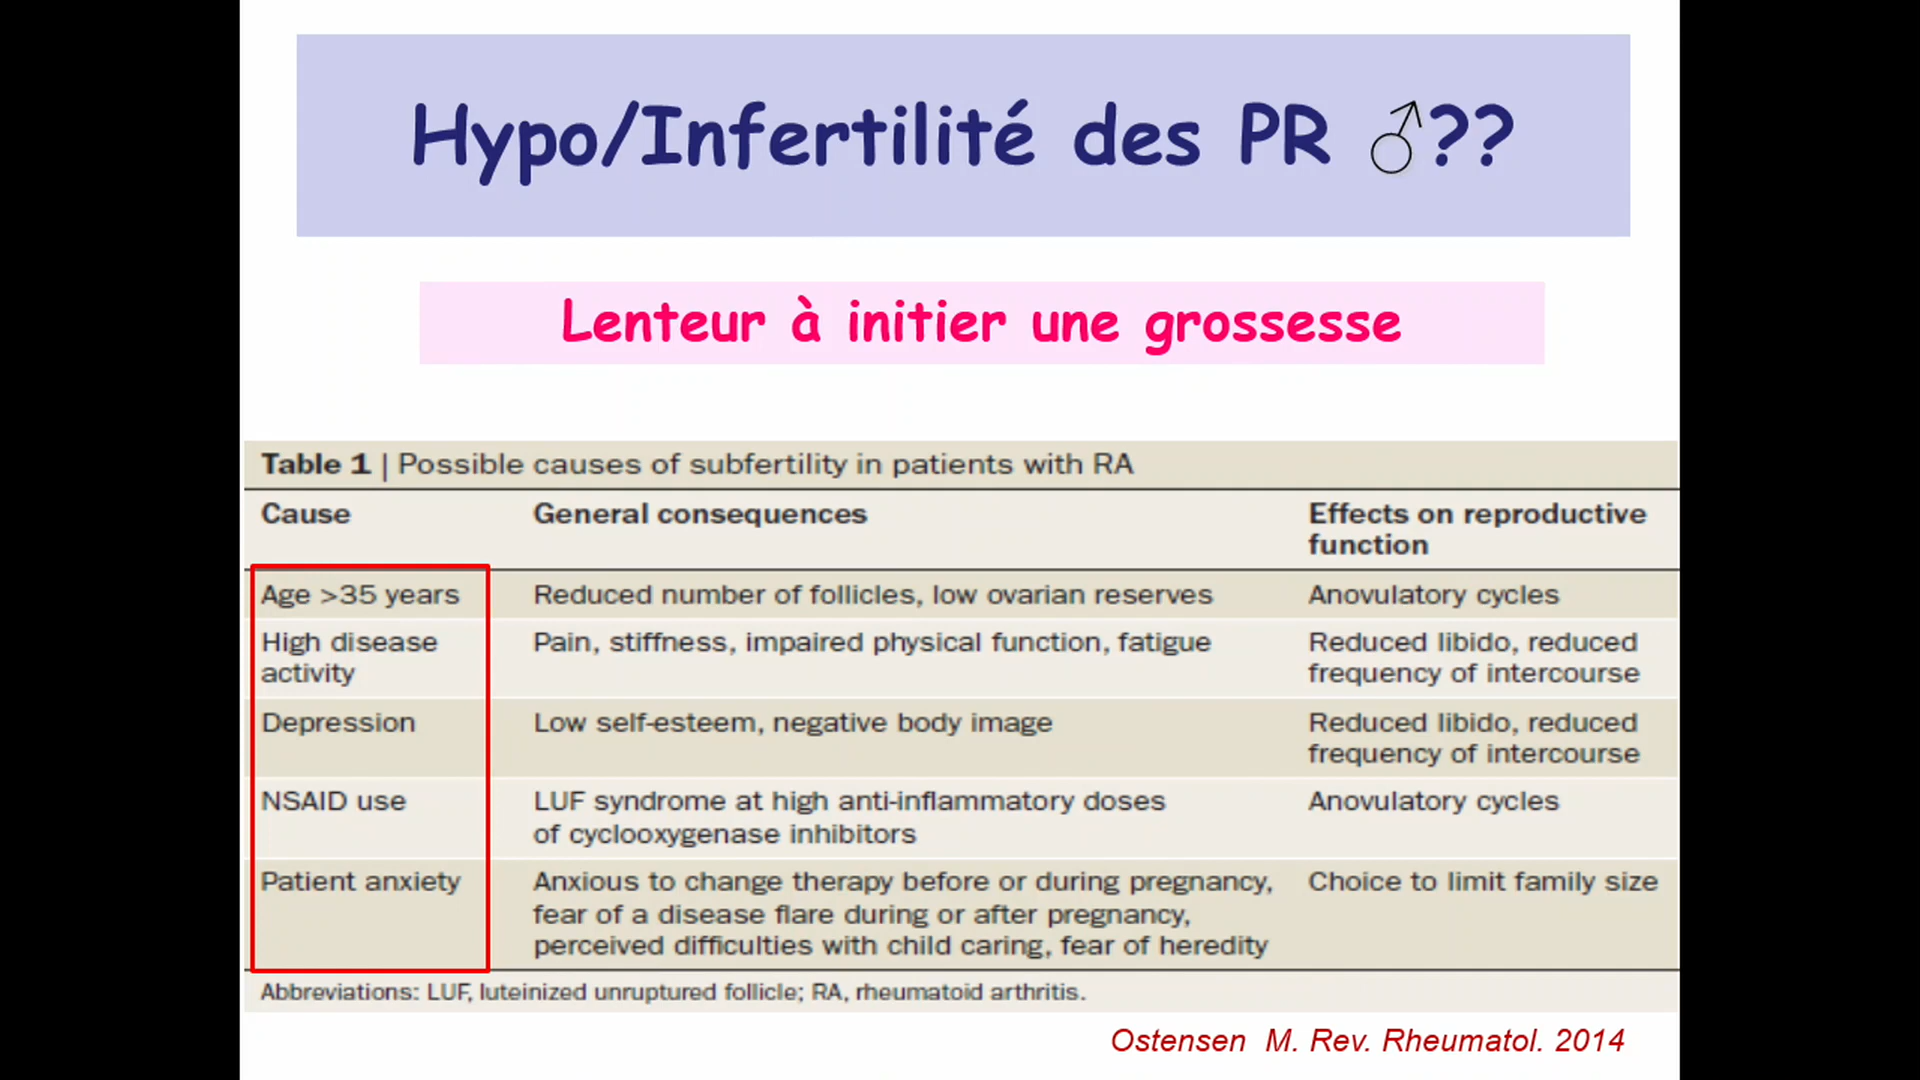 Hypo/Infertilité des PR ♂??
Lenteur à initier une grossesse
Table 1 | Possible causes of subfertility in patients with RA
Cause General consequences Effects on reproductive function
Age >35 years Reduced number of follicles, low ovarian reserves Anovulatory cycles
High disease activity Pain, stiffness, impaired physical function, fatigue Reduced libido, reduced frequency of intercourse
Depression Low self-esteem, negative body image Reduced libido, reduced frequency of intercourse
NSAID use LUF syndrome at high anti-inflammatory doses of cyclooxygenase inhibitors Anovulatory cycles
Patient anxiety Anxious to change therapy before or during pregnancy, fear of a disease flare during or after pregnancy, perceived difficulties with child caring, fear of heredity Choice to limit family size
Abbreviations: LUF, luteinized unruptured follicle; RA, rheumatoid arthritis.
Ostensen M. Rev. Rheumatol. 2014